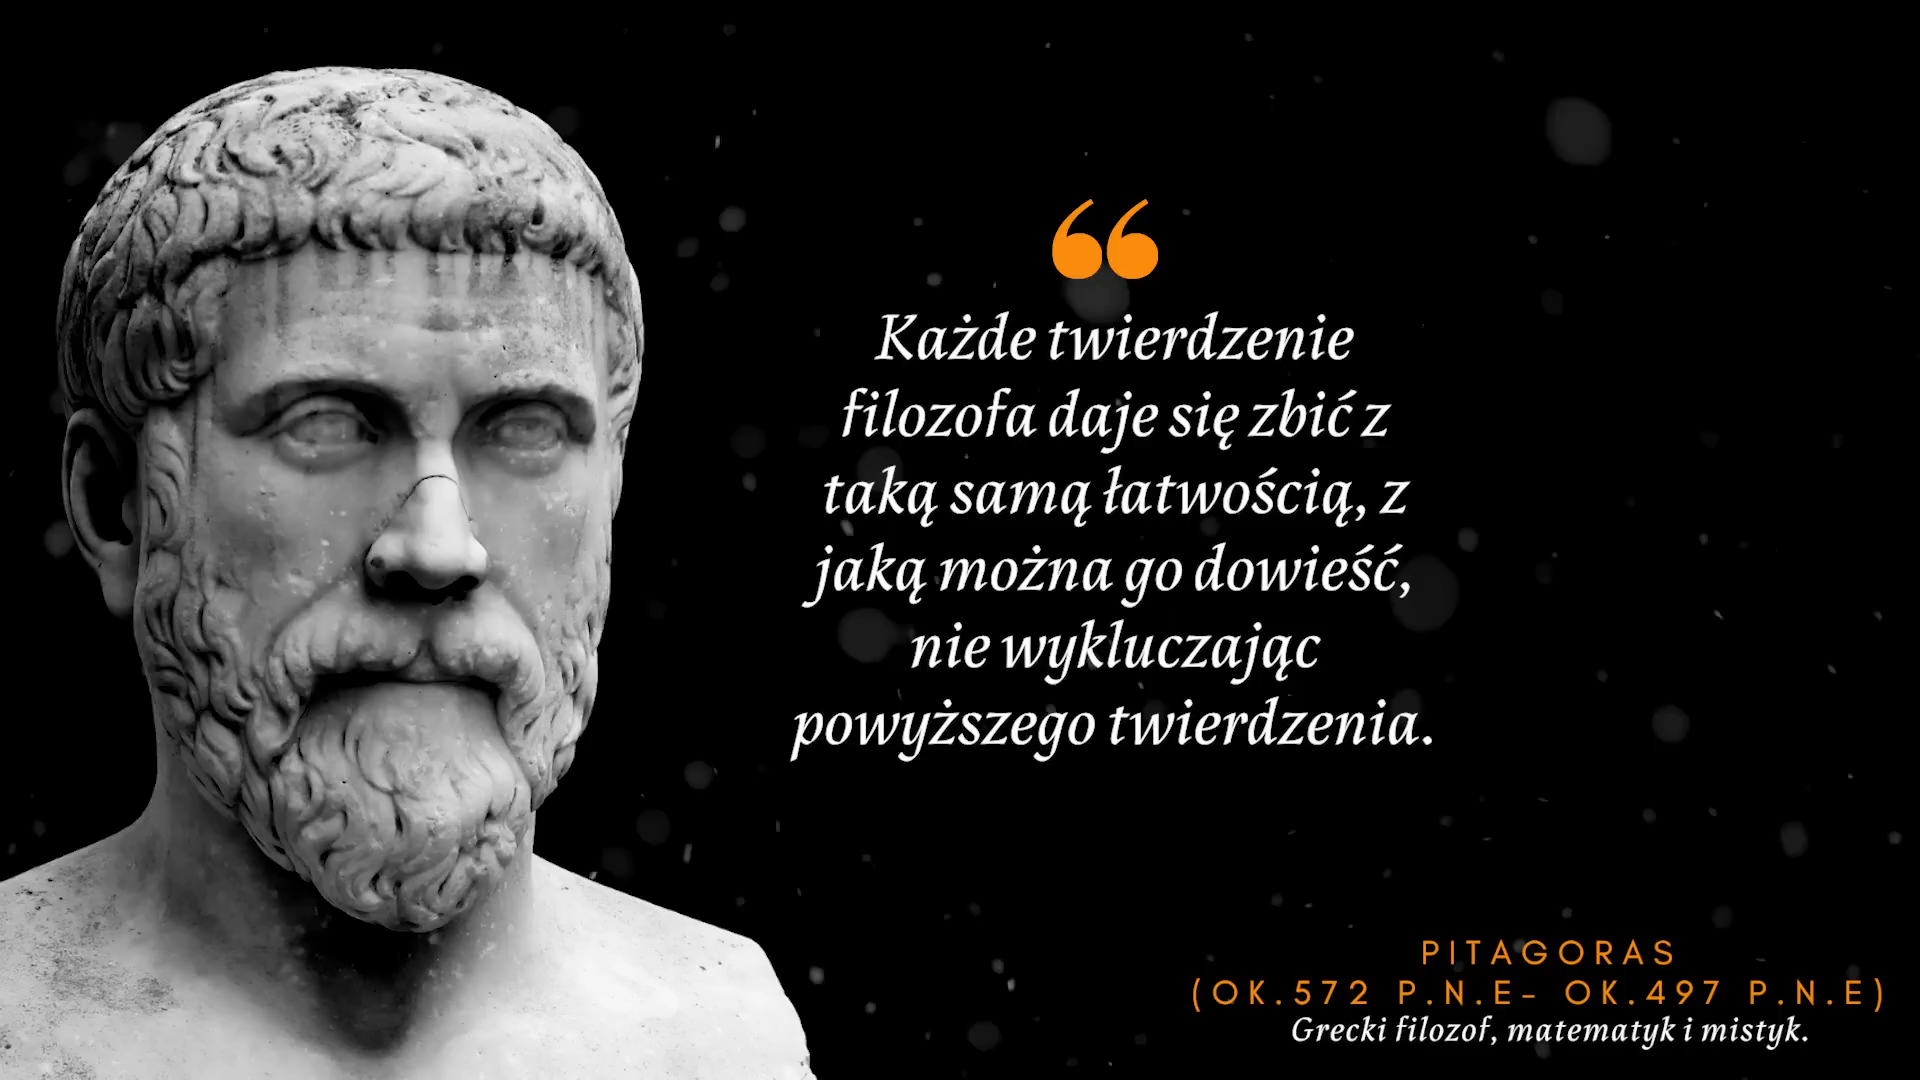 ❝
Każde twierdzenie
filozofa daje się zbić z
taką samą łatwością, z
jaką można go dowieść,
nie wykluczając
powyższego twierdzenia.
PITAGORAS
(OK.572 P.N.E- OK.497 P.N.E)
Grecki filozof, matematyk i mistyk.